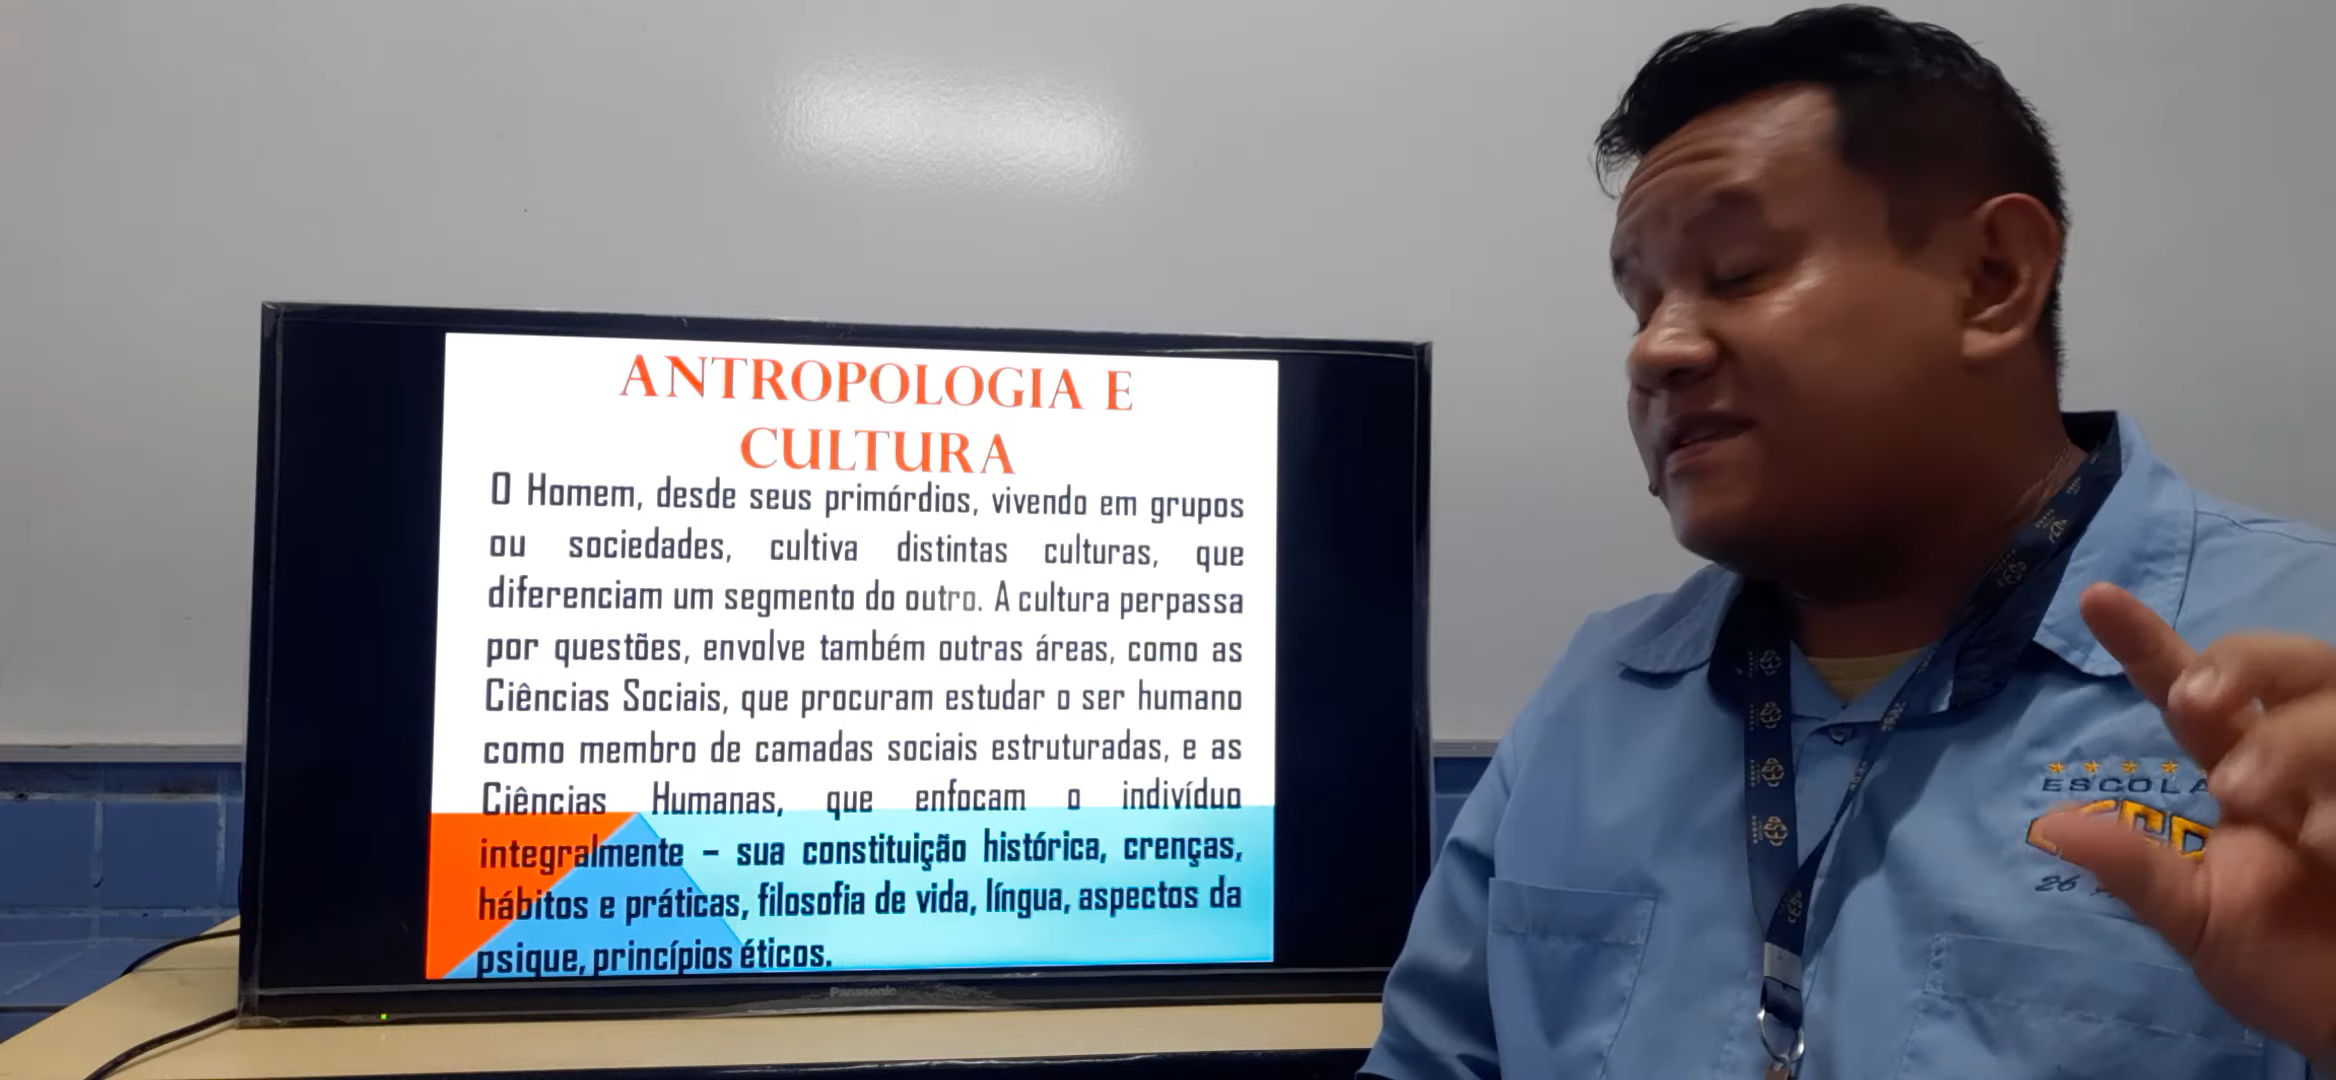 ANTROPOLOGIA E
CULTURA
O Homem, desde seus primórdios, vivendo em grupos
ou sociedades, cultiva distintas culturas, que
diferenciam um segmento do outro. A cultura perpassa
por questões, envolve também outras áreas, como as
Ciências Sociais, que procuram estudar o ser humano
como membro de camadas sociais estruturadas, e as
Ciências Humanas, que enfocam o indivíduo
integralmente – sua constituição histórica, crenças,
hábitos e práticas, filosofia de vida, língua, aspectos da
psique, princípios éticos.
Panasonic
ESCOLA
26